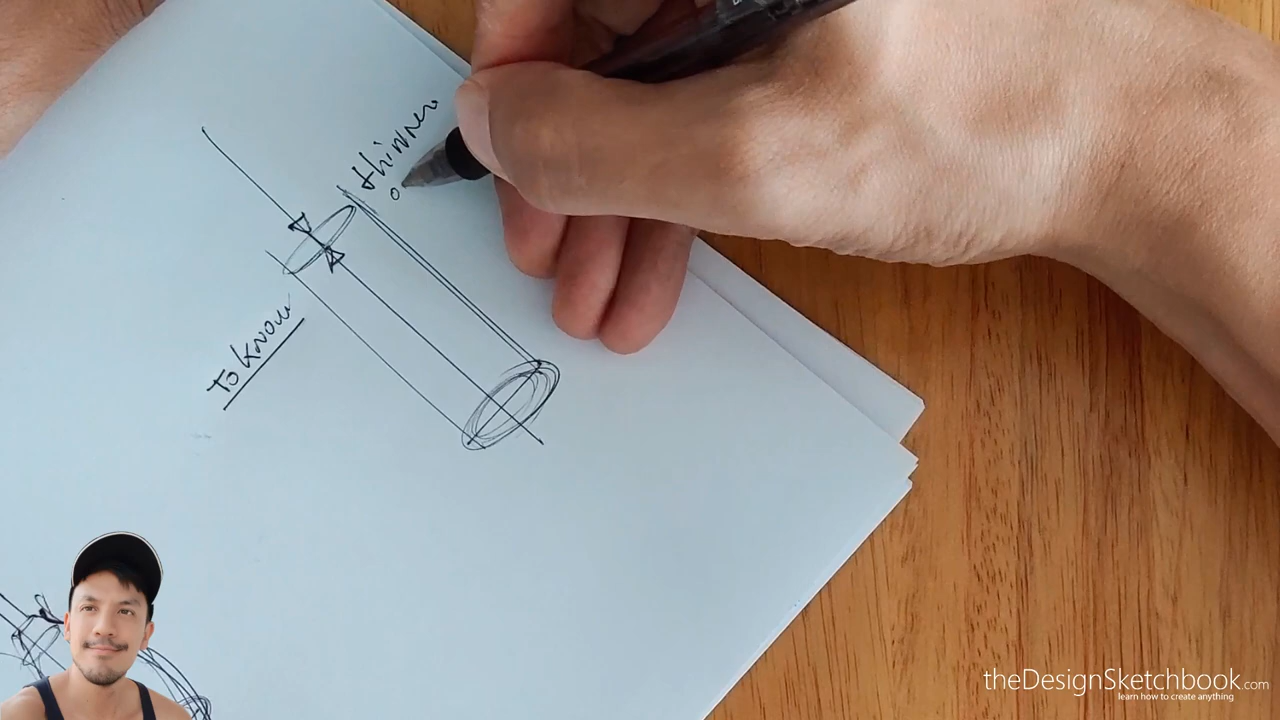 thinner
o
To know
theDesignSketchbook.com
learn how to create anything